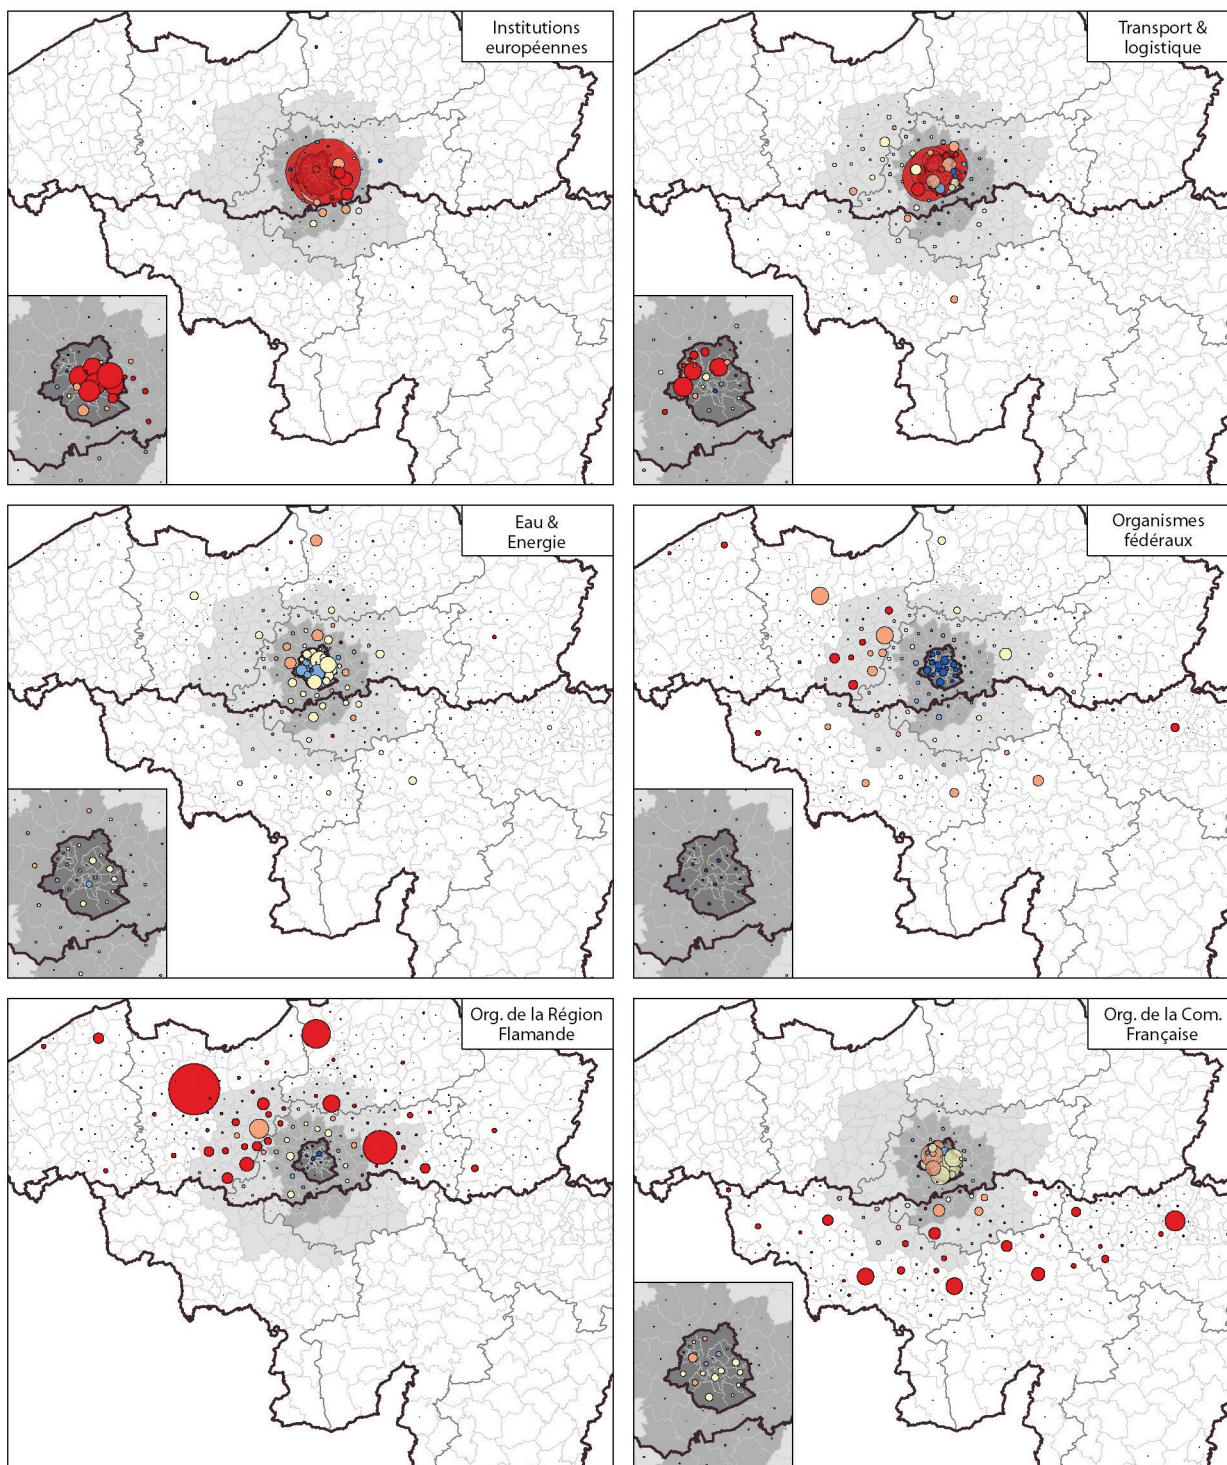 Institutions
européennes
Transport &
logistique
Eau &
Energie
Organismes
fédéraux
Org. de la Région
Flamande
Org. de la Com.
Française